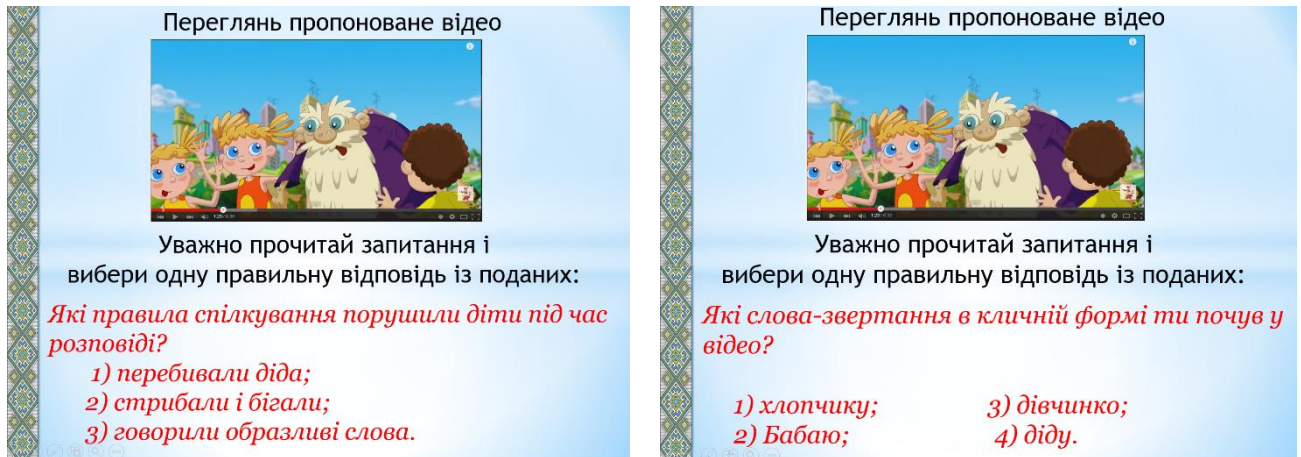 Переглянь пропоноване відео
Уважно прочитай запитання і
вибери одну правильну відповідь із поданих:
Які правила спілкування порушили діти під час
розповіді?
1) перебивали діда;
2) стрибали і бігали;
3) говорили образливі слова.
Переглянь пропоноване відео
Уважно прочитай запитання і
вибери одну правильну відповідь із поданих:
Які слова-звертання в кличній формі ти почув у
відео?
1) хлопчику; 3) дівчинко;
2) Бабаю; 4) діду.